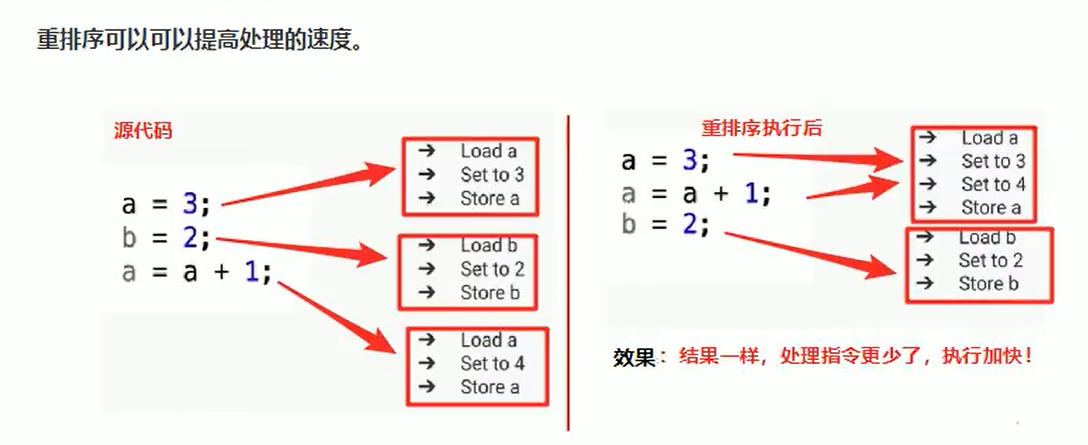 重排序可以可以提高处理的速度。
源代码
a = 3;
b = 2;
a = a + 1;
→ Load a
→ Set to 3
→ Store a
→ Load b
→ Set to 2
→ Store b
→ Load a
→ Set to 4
→ Store a
重排序执行后
a = 3;
a = a + 1;
b = 2;
→ Load a
→ Set to 3
→ Set to 4
→ Store a
→ Load b
→ Set to 2
→ Store b
效果：结果一样，处理指令更少了，执行加快！